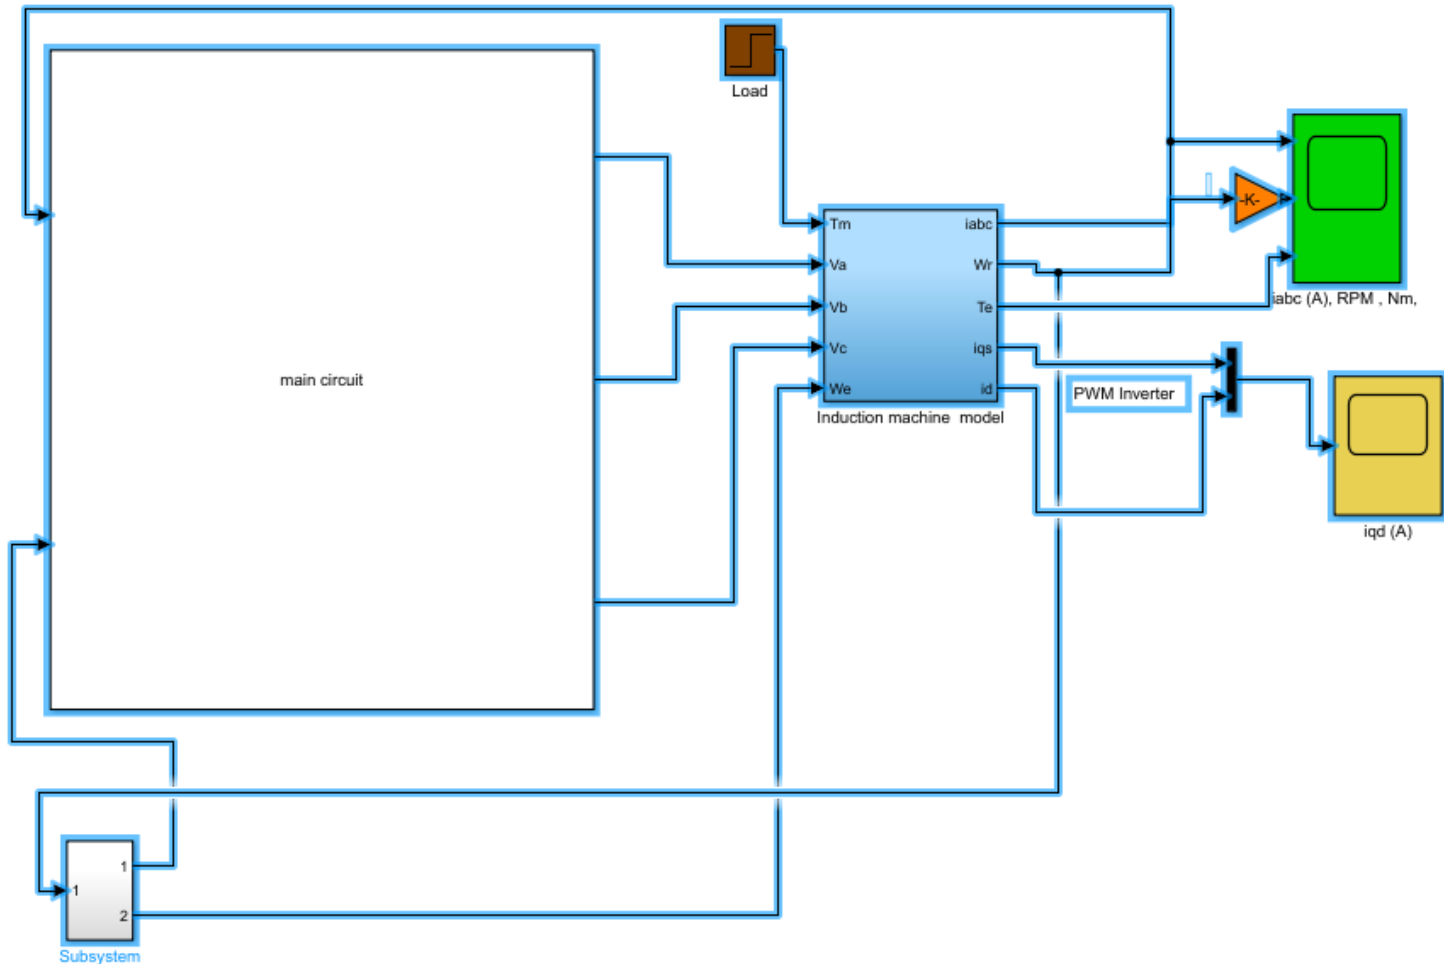 Load
Tm
iabc
-K-
Va
Wr
iabc (A), RPM , Nm,
Vb
Te
Vc
iqs
main circuit
We
id
PWM Inverter
Induction machine  model
iqd (A)
1
1
2
Subsystem